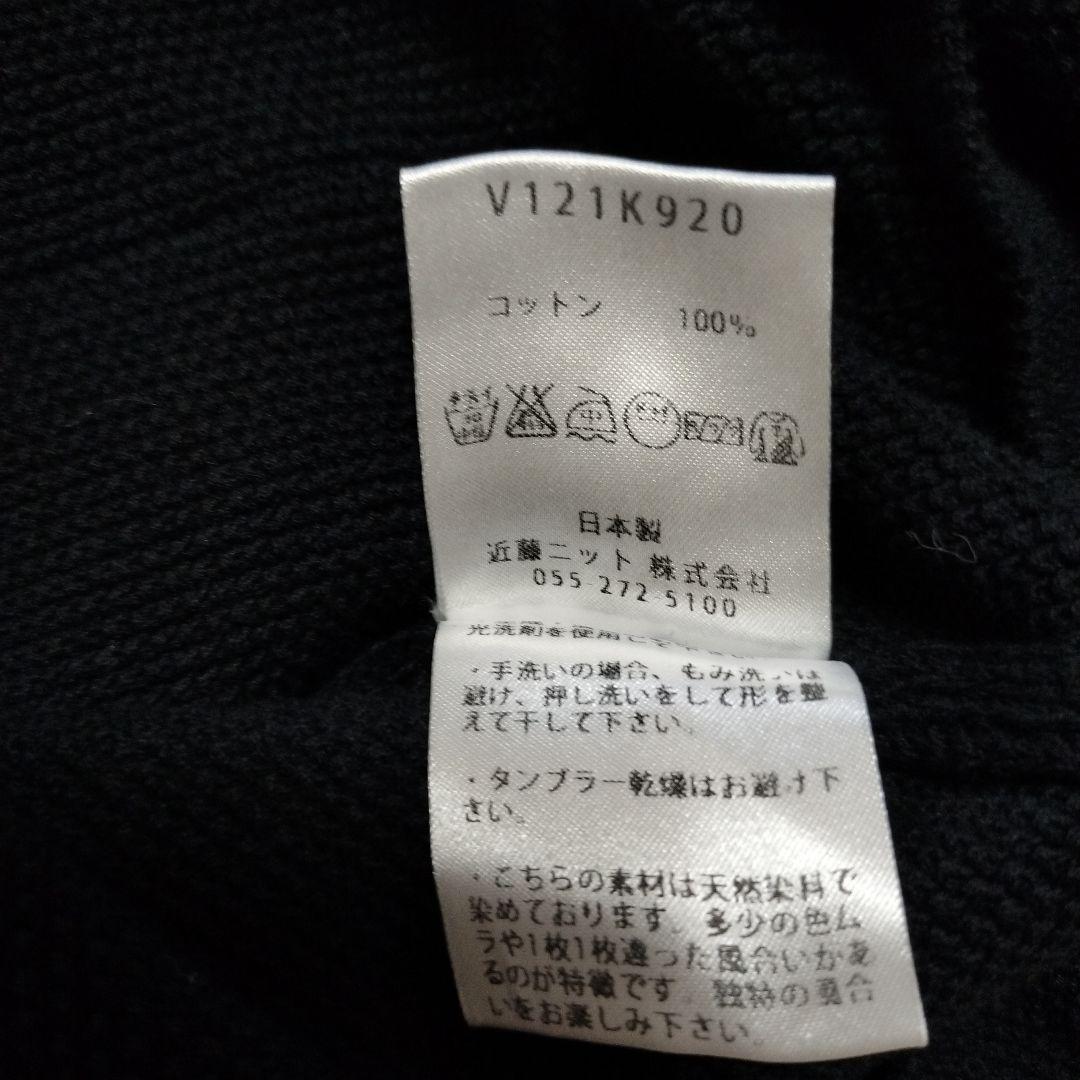 V121K920
コットン 100%
中
日本製
近藤ニット 株式会社
055-272-5100
・手洗いの場合、もみ洗いは
避け、押し洗いをして形を整
えて干して下さい。
・タンブラー乾燥はお避け下
さい。
・こちらの素材は天然染料で
染めております。多少の色ム
ラや1枚1枚違った風合いがあ
るのが特徴です。独特の風合
いをお楽しみ下さい。